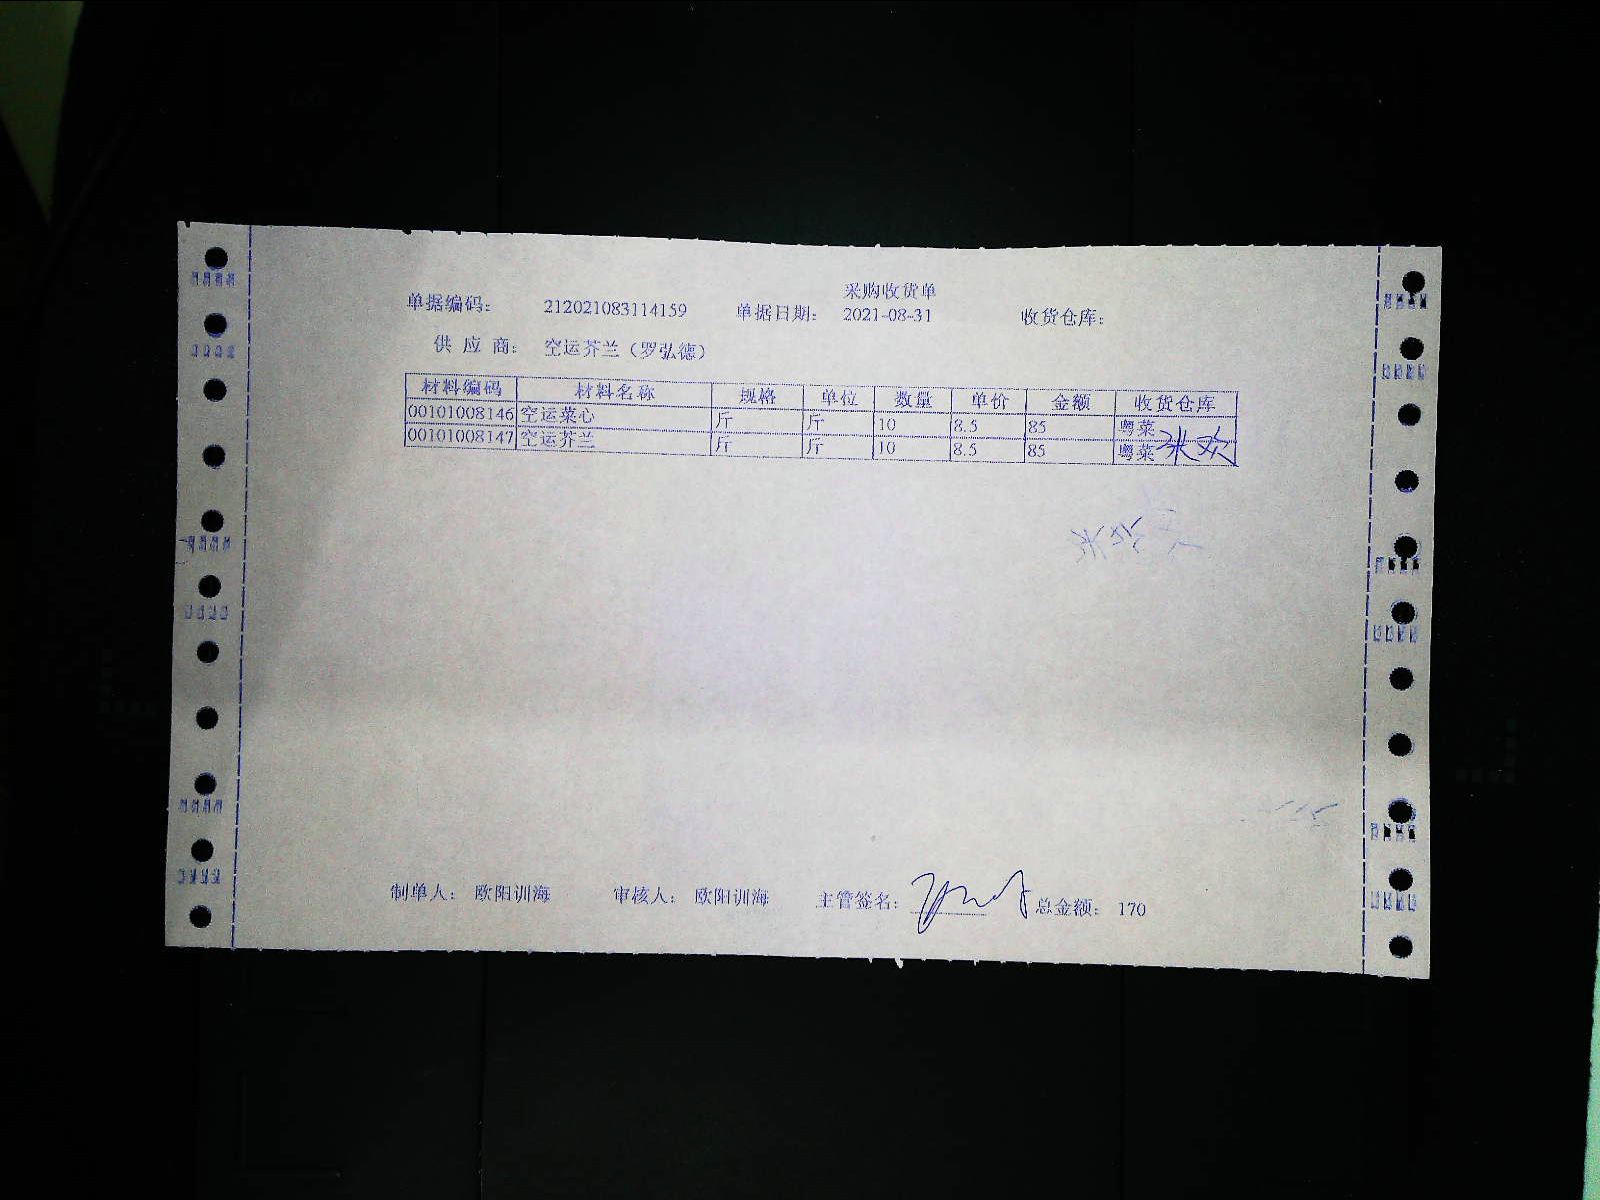 采购收货单
单据编码: 212021083114159 单据日期: 2021-08-31 收货仓库:
供应商: 空运芥兰（罗弘德）
材料编码 材料名称 规格 单位 数量 单价 金额 收货仓库
00101008146 空运菜心 斤 斤 10 8.5 85 粤菜
00101008147 空运芥兰 斤 斤 10 8.5 85 粤菜
制单人: 欧阳训海 审核人: 欧阳训海 主管签名: 总金额: 170